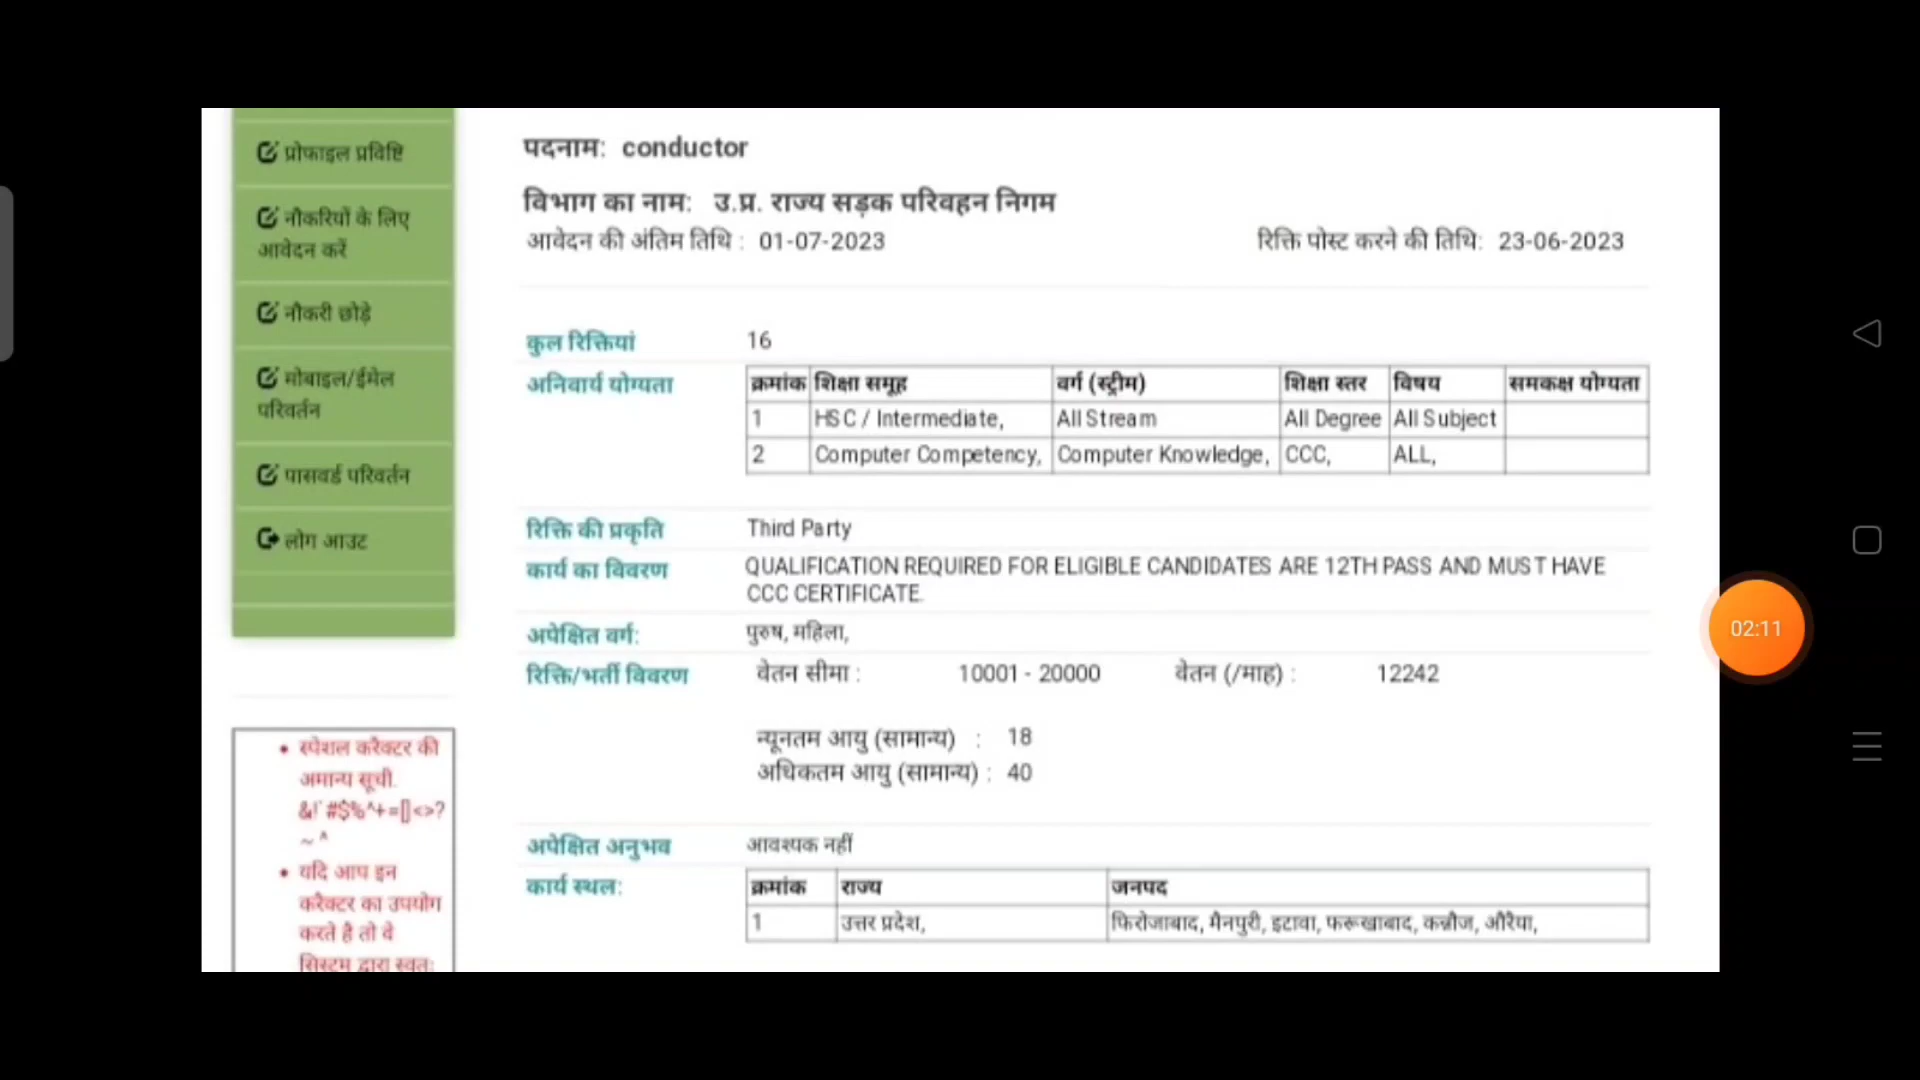 प्रोफाइल प्रविष्टि
नौकरियों के लिए
आवेदन करें
नौकरी छोड़े
मोबाइल/ईमेल
परिवर्तन
पासवर्ड परिवर्तन
लोग आउट
स्पेशल करैक्टर की
अमान्य सूची.
&!`#$%^+=[]<>?
~ ^
यदि आप इन
करैक्टर का उपयोग
करते है तो वे
सिस्टम द्वारा स्वत:
पदनाम: conductor
विभाग का नाम: उ.प्र. राज्य सड़क परिवहन निगम
आवेदन की अंतिम तिथि : 01-07-2023 रिक्ति पोस्ट करने की तिथि: 23-06-2023
कुल रिक्तियां 16
अनिवार्य योग्यता क्रमांक शिक्षा समूह वर्ग (स्ट्रीम) शिक्षा स्तर विषय समकक्ष योग्यता
1 HSC / Intermediate, All Stream All Degree All Subject
2 Computer Competency, Computer Knowledge, CCC, ALL,
रिक्ति की प्रकृति Third Party
कार्य का विवरण QUALIFICATION REQUIRED FOR ELIGIBLE CANDIDATES ARE 12TH PASS AND MUST HAVE
CCC CERTIFICATE.
अपेक्षित वर्ग: पुरुष, महिला,
रिक्ति/भर्ती विवरण वेतन सीमा : 10001 - 20000 वेतन (/माह) : 12242
न्यूनतम आयु (सामान्य) : 18
अधिकतम आयु (सामान्य) : 40
अपेक्षित अनुभव आवश्यक नहीं
कार्य स्थल: क्रमांक राज्य जनपद
1 उत्तर प्रदेश, फिरोजाबाद, मैनपुरी, इटावा, फरूखाबाद, कन्नौज, औरैया,
02:11